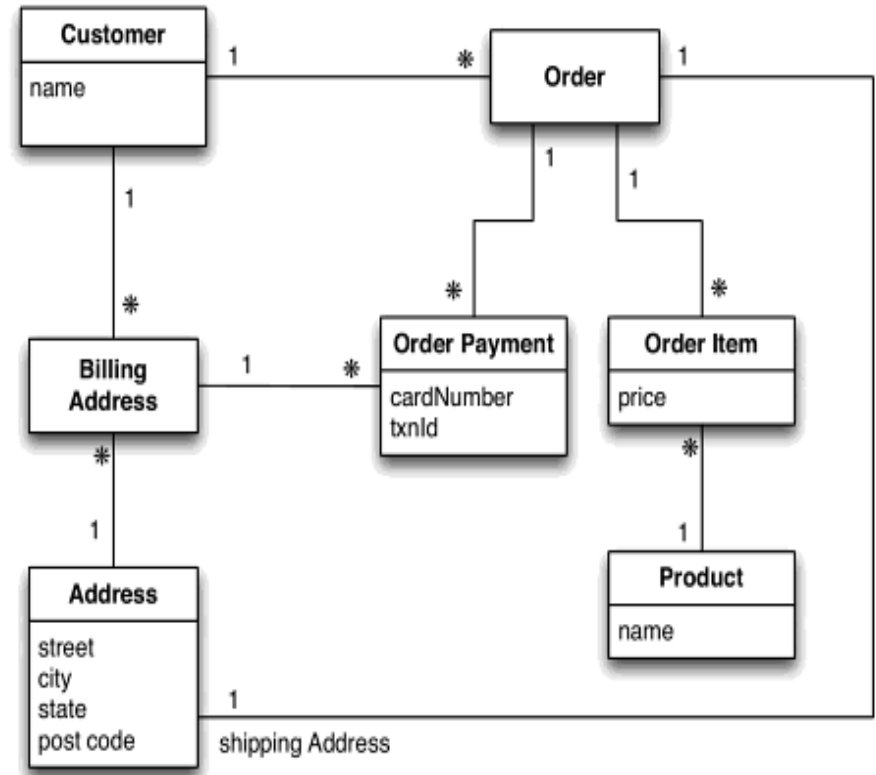 Customer
name
1
*
Order
1
1
1
1
*
*
*
Billing
Address
1
*
Order Payment
cardNumber
txnId
Order Item
price
*
*
1
1
Product
name
Address
street
city
state
post code
1
shipping Address